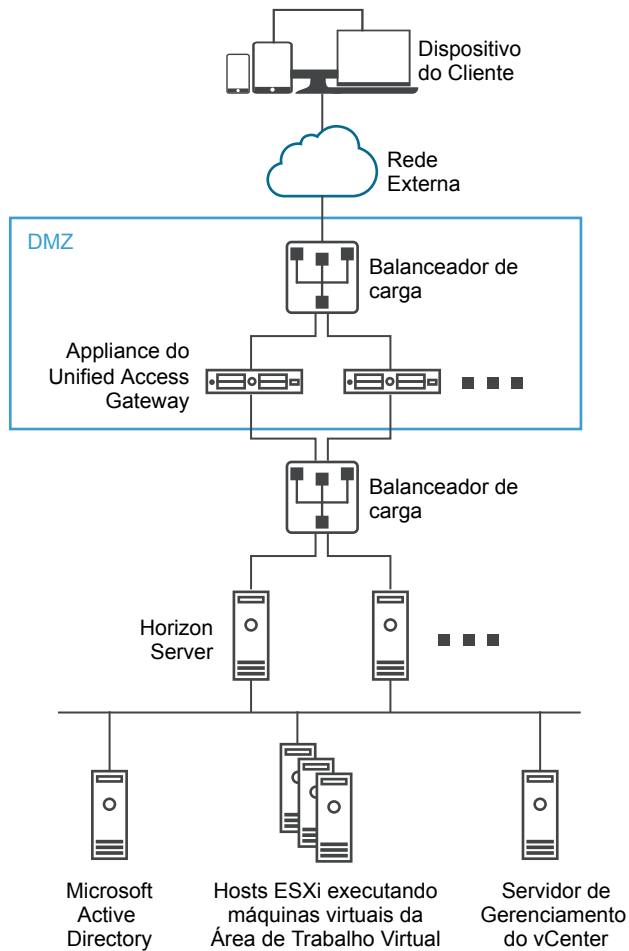 Dispositivo
do Cliente
Rede
Externa
DMZ
Balanceador de
carga
Appliance do
Unified Access
Gateway
Balanceador de
carga
Horizon
Server
Microsoft
Active
Directory
Hosts ESXi executando
máquinas virtuais da
Área de Trabalho Virtual
Servidor de
Gerenciamento
do vCenter